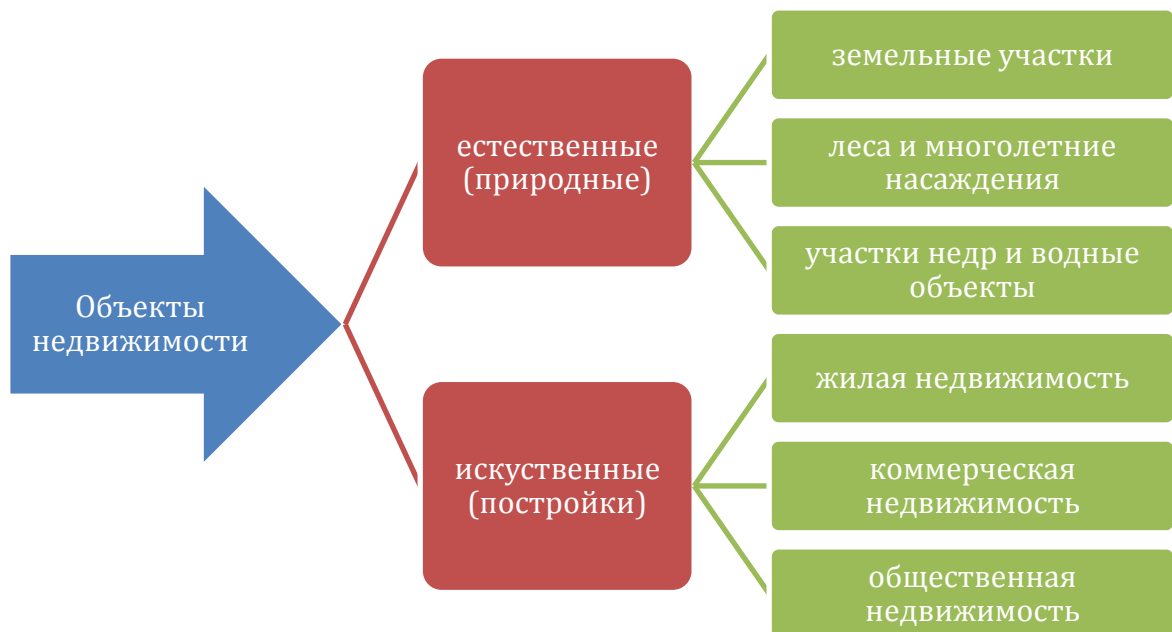 Объекты
недвижимости
естественные
(природные)
земельные участки
леса и многолетние
насаждения
участки недр и водные
объекты
искуственные
(постройки)
жилая недвижимость
коммерческая
недвижимость
общественная
недвижимость